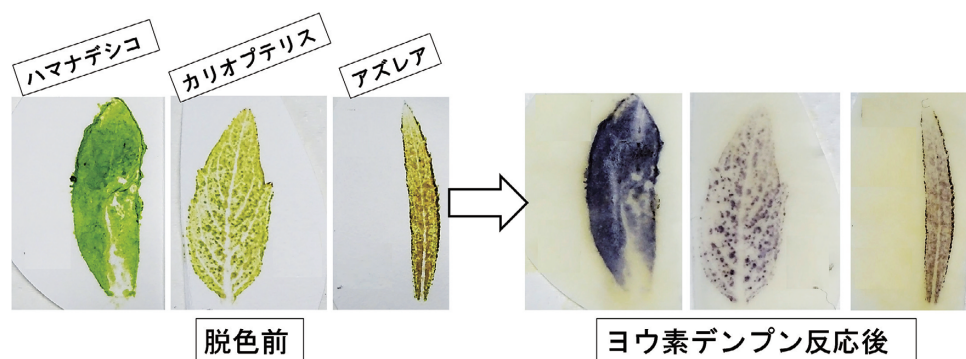 ハマナデシコ
カリオプテリス
アズレア
脱色前
ヨウ素デンプン反応後